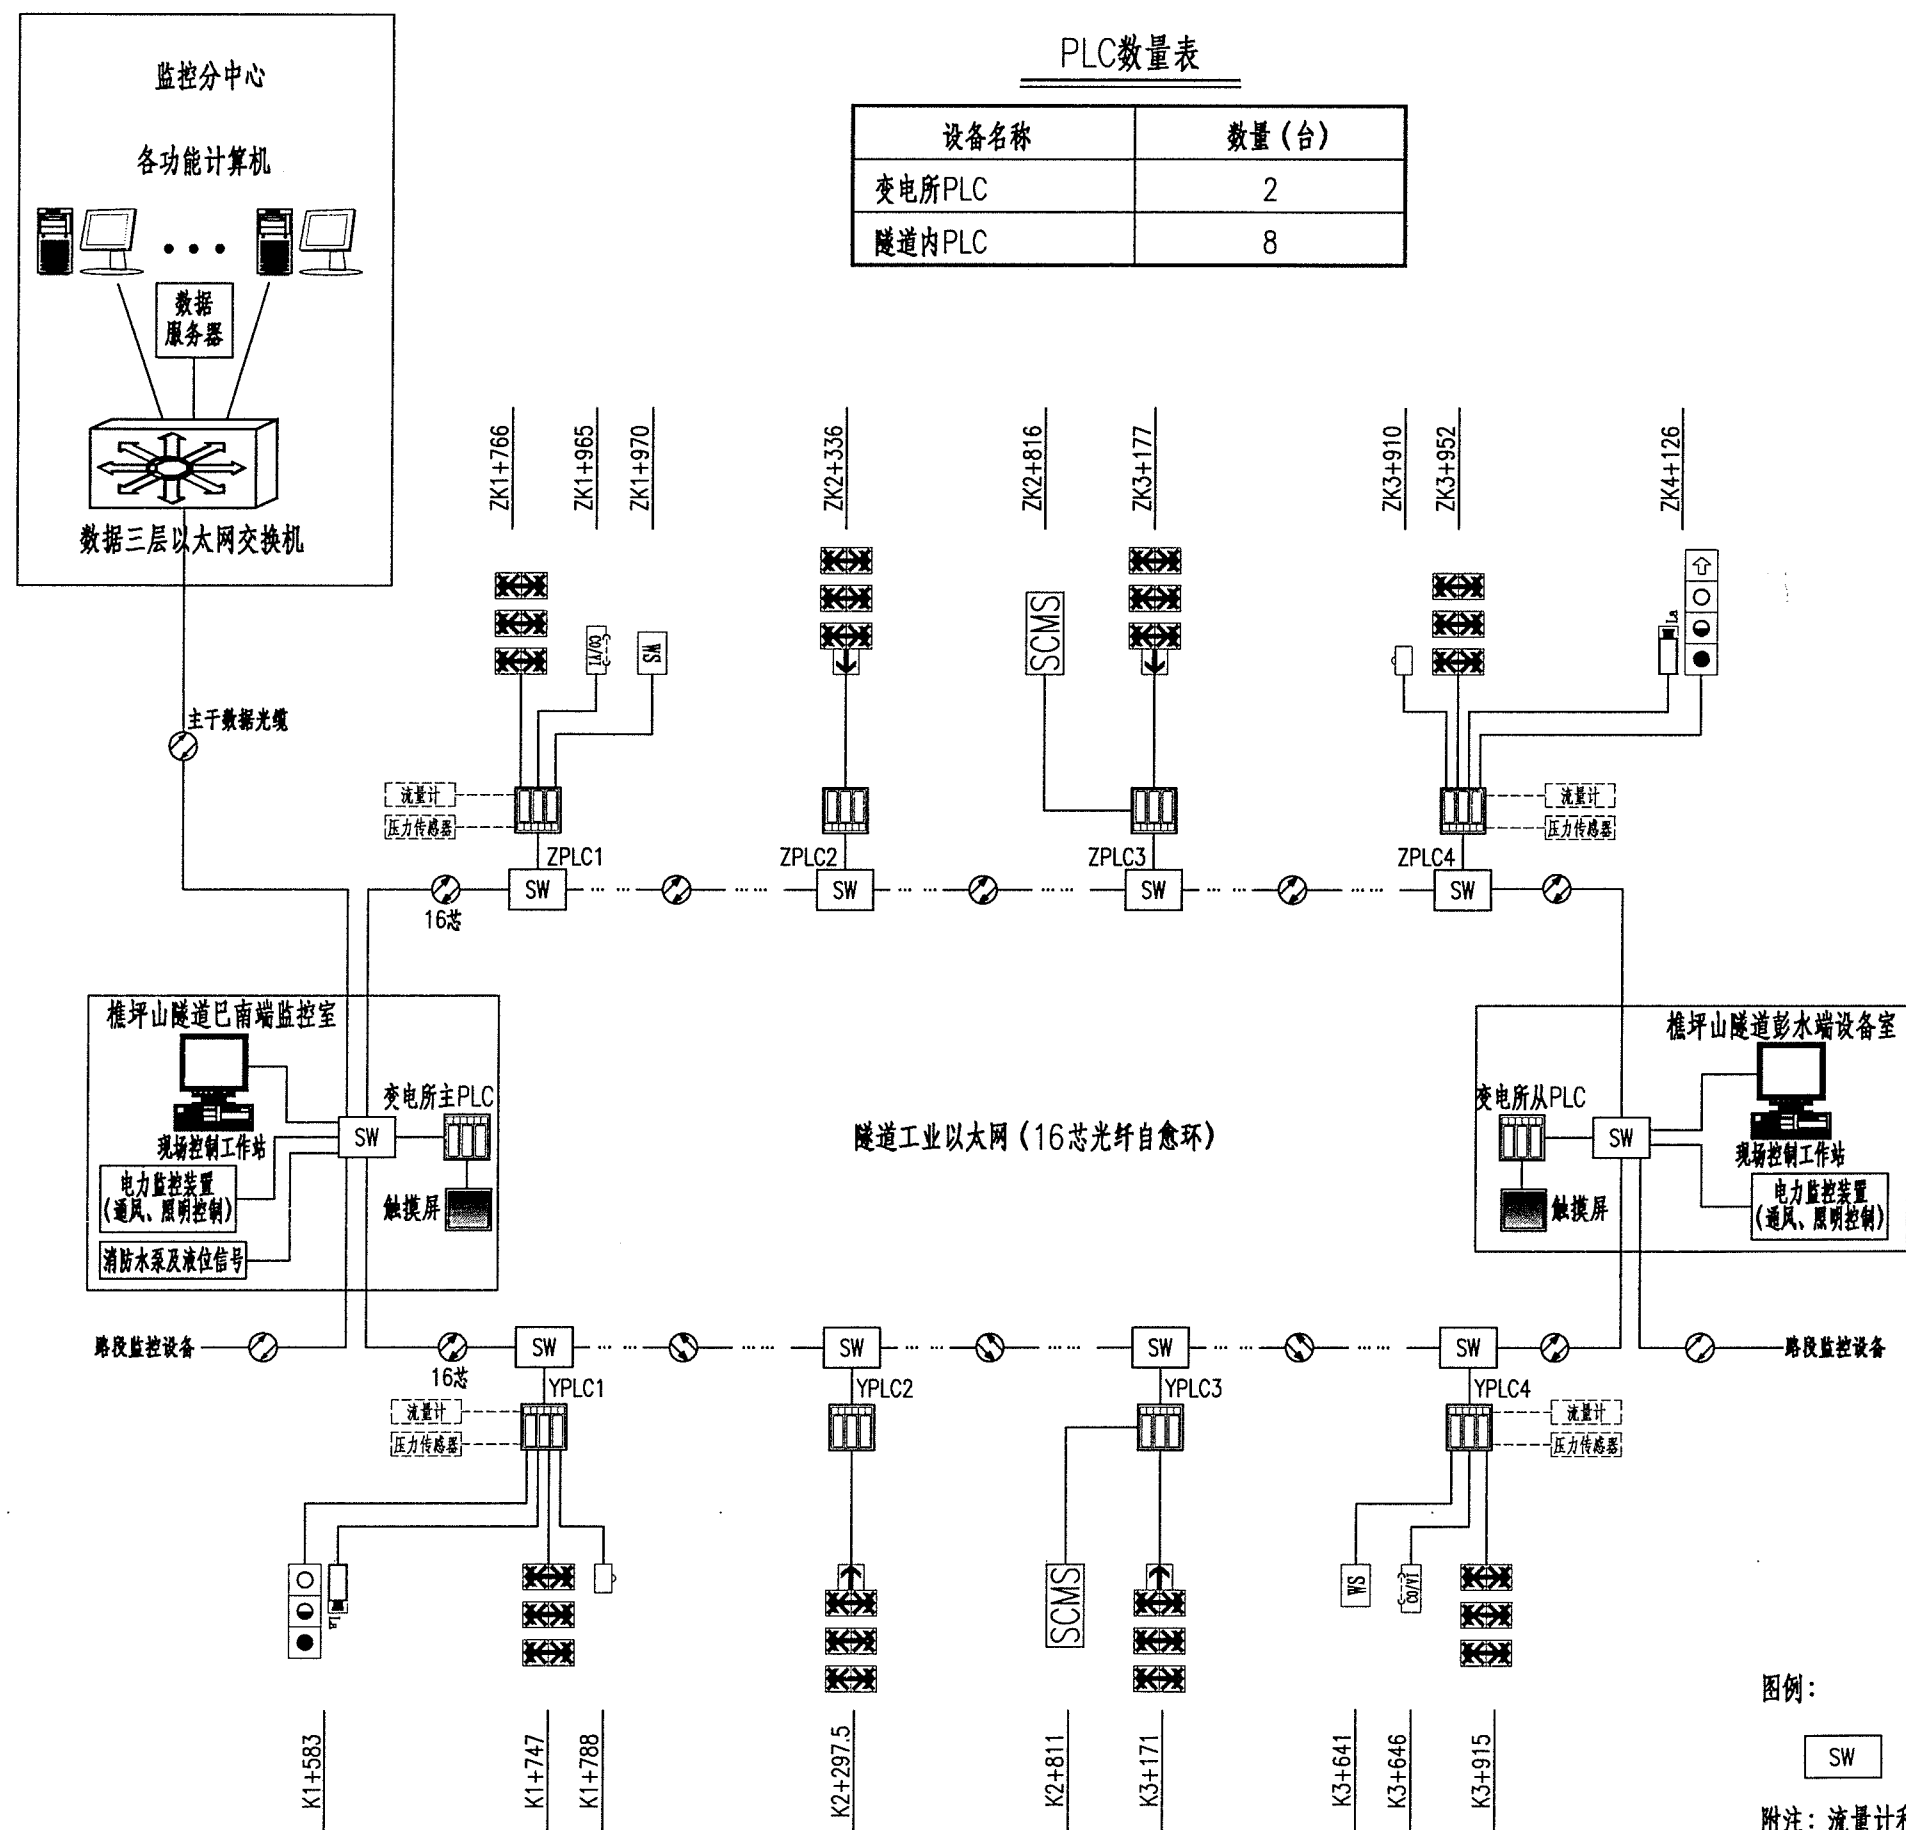 PLC数量表
设备名称 数量（台）
变电所PLC 2
隧道内PLC 8
监控分中心
各功能计算机
数据
服务器
数据三层以太网交换机
主干数据光缆
ZK1+766
ZK1+965
ZK1+970
ZK2+336
ZK2+816
ZK3+177
ZK3+910
ZK3+952
ZK4+126
CO/VI
WS
SCMS
La
流量计
压力传感器
流量计
压力传感器
ZPLC1
ZPLC2
ZPLC3
ZPLC4
SW
SW
SW
SW
16芯
樵坪山隧道巴南端监控室
变电所主PLC
SW
现场控制工作站
电力监控装置
（通风、照明控制）
触摸屏
消防水泵及液位信号
隧道工业以太网（16芯光纤自愈环）
樵坪山隧道彭水端设备室
变电所从PLC
SW
现场控制工作站
电力监控装置
（通风、照明控制）
触摸屏
路段监控设备
16芯
SW
SW
SW
SW
路段监控设备
YPLC1
YPLC2
YPLC3
YPLC4
流量计
压力传感器
流量计
压力传感器
La
SCMS
WS
CO/VI
K1+583
K1+747
K1+788
K2+297.5
K2+811
K3+171
K3+641
K3+646
K3+915
图例：
SW
附注：流量计和